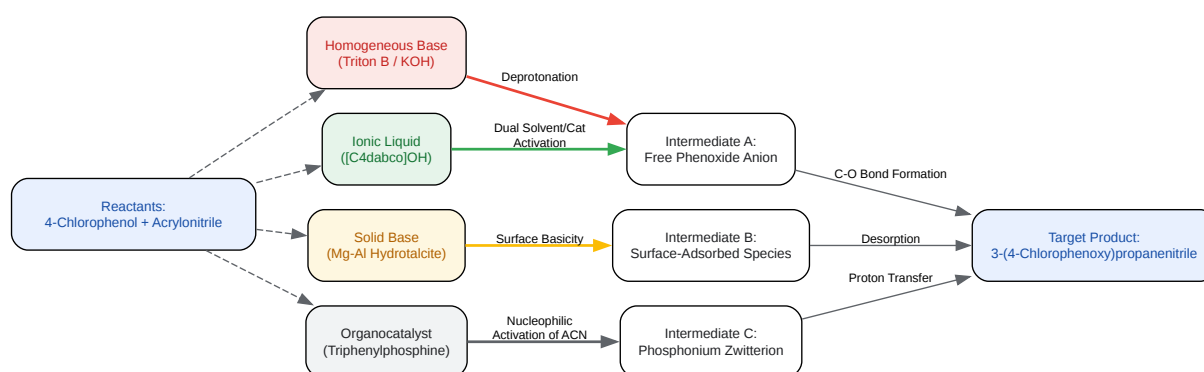 Homogeneous Base
(Triton B / KOH)
Deprotonation
Ionic Liquid
([C4dabco]OH)
Dual Solvent/Cat
Activation
Intermediate A:
Free Phenoxide Anion
C-O Bond Formation
Reactants:
4-Chlorophenol + Acrylonitrile
Solid Base
(Mg-Al Hydrotalcite)
Surface Basicity
Intermediate B:
Surface-Adsorbed Species
Desorption
Target Product:
3-(4-Chlorophenoxy)propanenitrile
Proton Transfer
Organocatalyst
(Triphenylphosphine)
Nucleophilic
Activation of ACN
Intermediate C:
Phosphonium Zwitterion